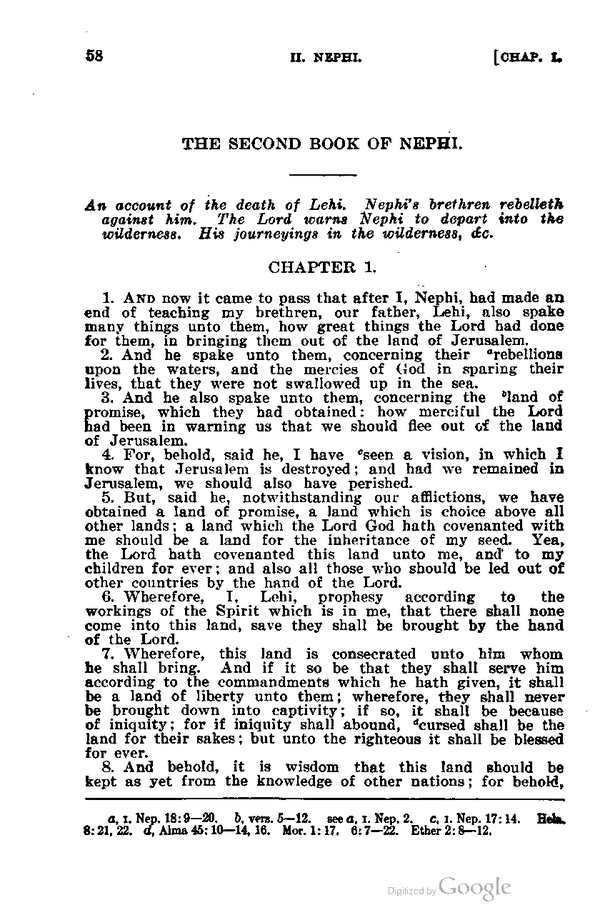 58 II. NEPHI. [CHAP. I.
THE SECOND BOOK OF NEPHI.
An account of the death of Lehi. Nephi's brethren rebelleth
against him. The Lord warns Nephi to depart into the
wilderness. His journeyings in the wilderness, &c.
CHAPTER 1.
1. AND now it came to pass that after I, Nephi, had made an
end of teaching my brethren, our father, Lehi, also spake
many things unto them, how great things the Lord had done
for them, in bringing them out of the land of Jerusalem.
2. And he spake unto them, concerning their ᵃrebellions
upon the waters, and the mercies of God in sparing their
lives, that they were not swallowed up in the sea.
3. And he also spake unto them, concerning the ᵇland of
promise, which they had obtained: how merciful the Lord
had been in warning us that we should flee out of the land
of Jerusalem.
4. For, behold, said he, I have ᶜseen a vision, in which I
know that Jerusalem is destroyed; and had we remained in
Jerusalem, we should also have perished.
5. But, said he, notwithstanding our afflictions, we have
obtained a land of promise, a land which is choice above all
other lands; a land which the Lord God hath covenanted with
me should be a land for the inheritance of my seed. Yea,
the Lord hath covenanted this land unto me, and to my
children for ever; and also all those who should be led out of
other countries by the hand of the Lord.
6. Wherefore, I, Lehi, prophesy according to the
workings of the Spirit which is in me, that there shall none
come into this land, save they shall be brought by the hand
of the Lord.
7. Wherefore, this land is consecrated unto him whom
he shall bring. And if it so be that they shall serve him
according to the commandments which he hath given, it shall
be a land of liberty unto them; wherefore, they shall never
be brought down into captivity; if so, it shall be because
of iniquity; for if iniquity shall abound, ᵈcursed shall be the
land for their sakes; but unto the righteous it shall be blessed
for ever.
8. And behold, it is wisdom that this land should be
kept as yet from the knowledge of other nations; for behold,
a, I. Nep. 18:9—20. b, vers. 5—12. see a, I. Nep. 2. c, I. Nep. 17:14. Hela.
8:21, 22. d, Alma 45:10—14, 16. Mor. 1:17. 6:7—22. Ether 2:8—12.
Digitized by Google